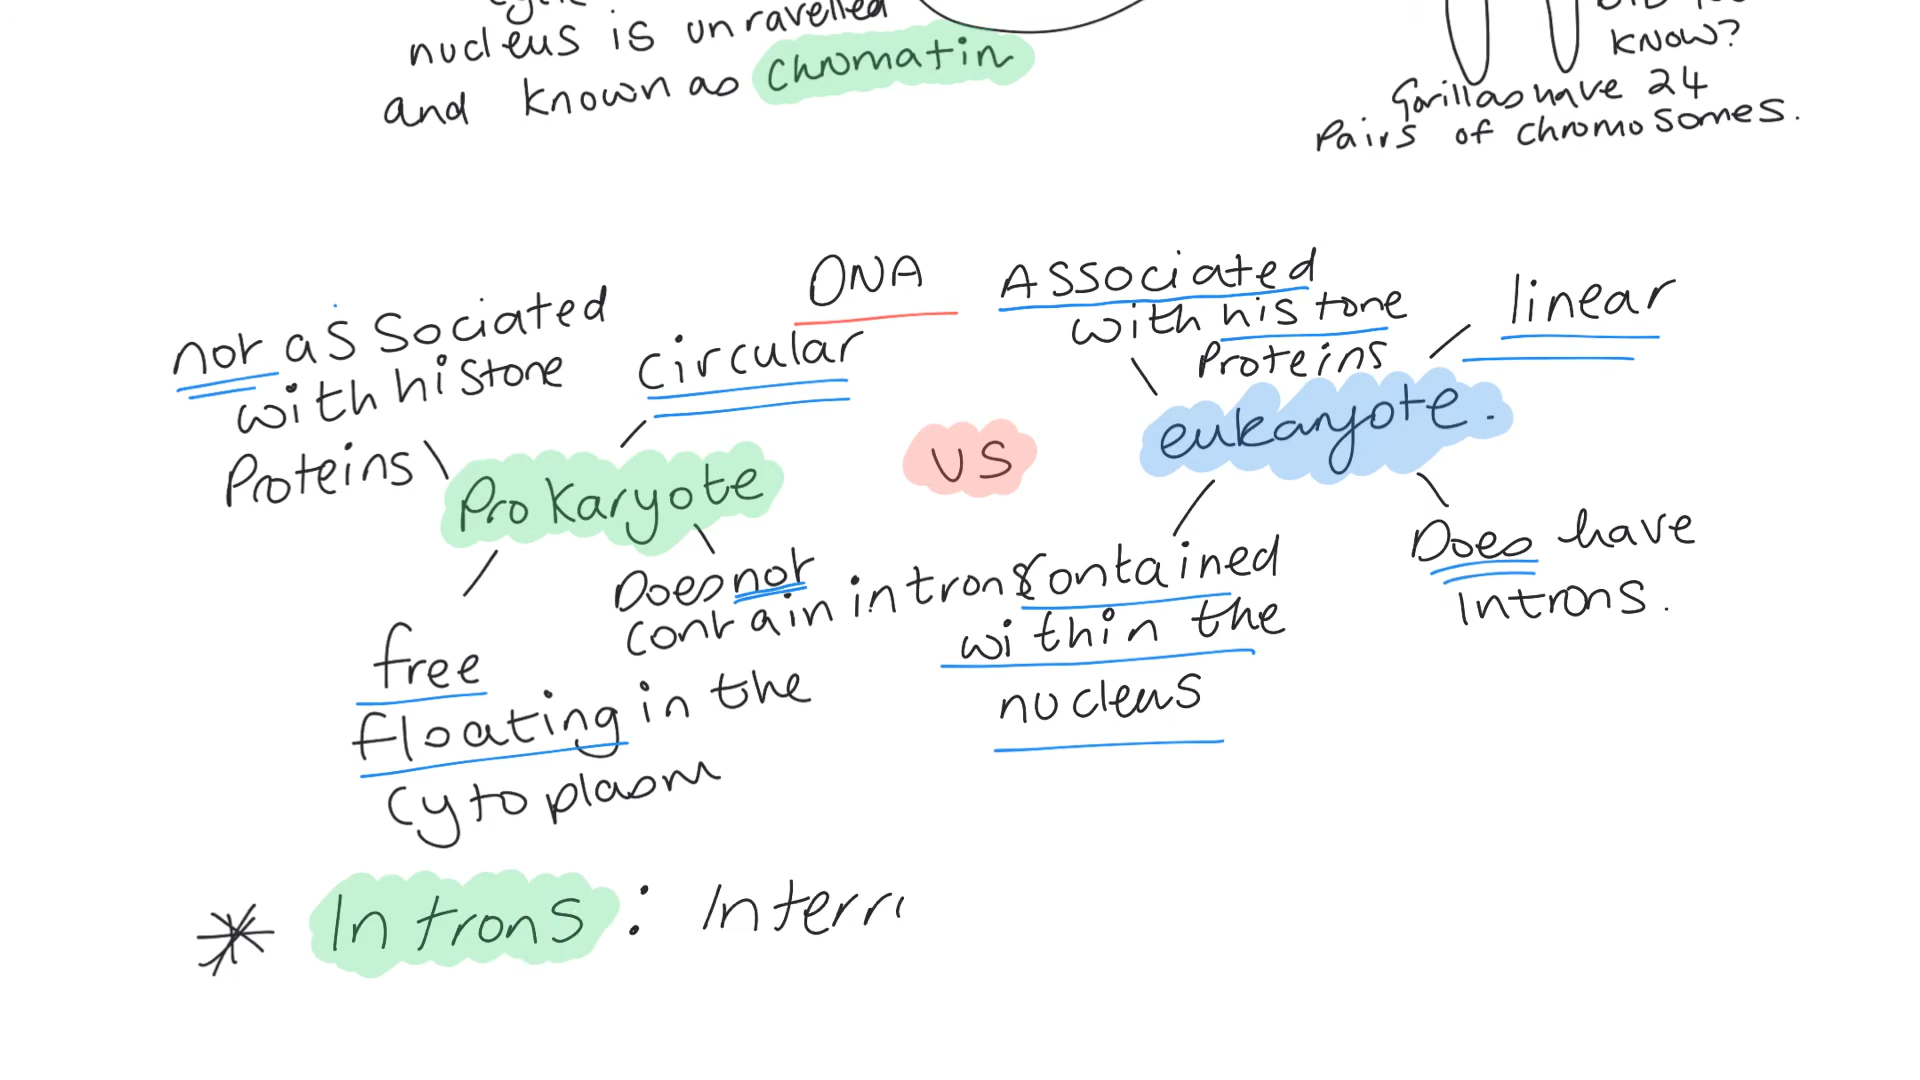 nucleus is unravelled
and known as chromatin
KNOW?
Gorillas have 24
Pairs of chromosomes.
DNA
not associated
with histone
Proteins
circular
Prokaryote
free
floating in the
cytoplasm
Does not
contain introns
VS
Associated
with histone
Proteins
linear
eukaryote.
contained
within the
nucleus
Does have
Introns.
* Introns : Interr